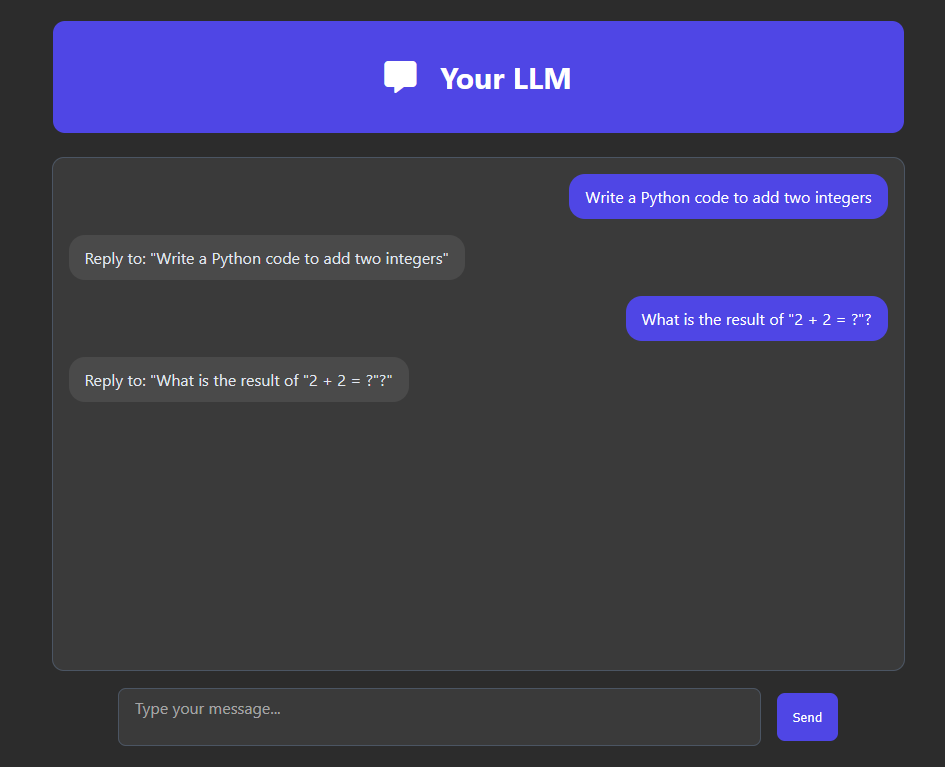 Your LLM
Write a Python code to add two integers
Reply to: "Write a Python code to add two integers"
What is the result of "2 + 2 = ?"?
Reply to: "What is the result of "2 + 2 = ?"?"
Type your message...
Send